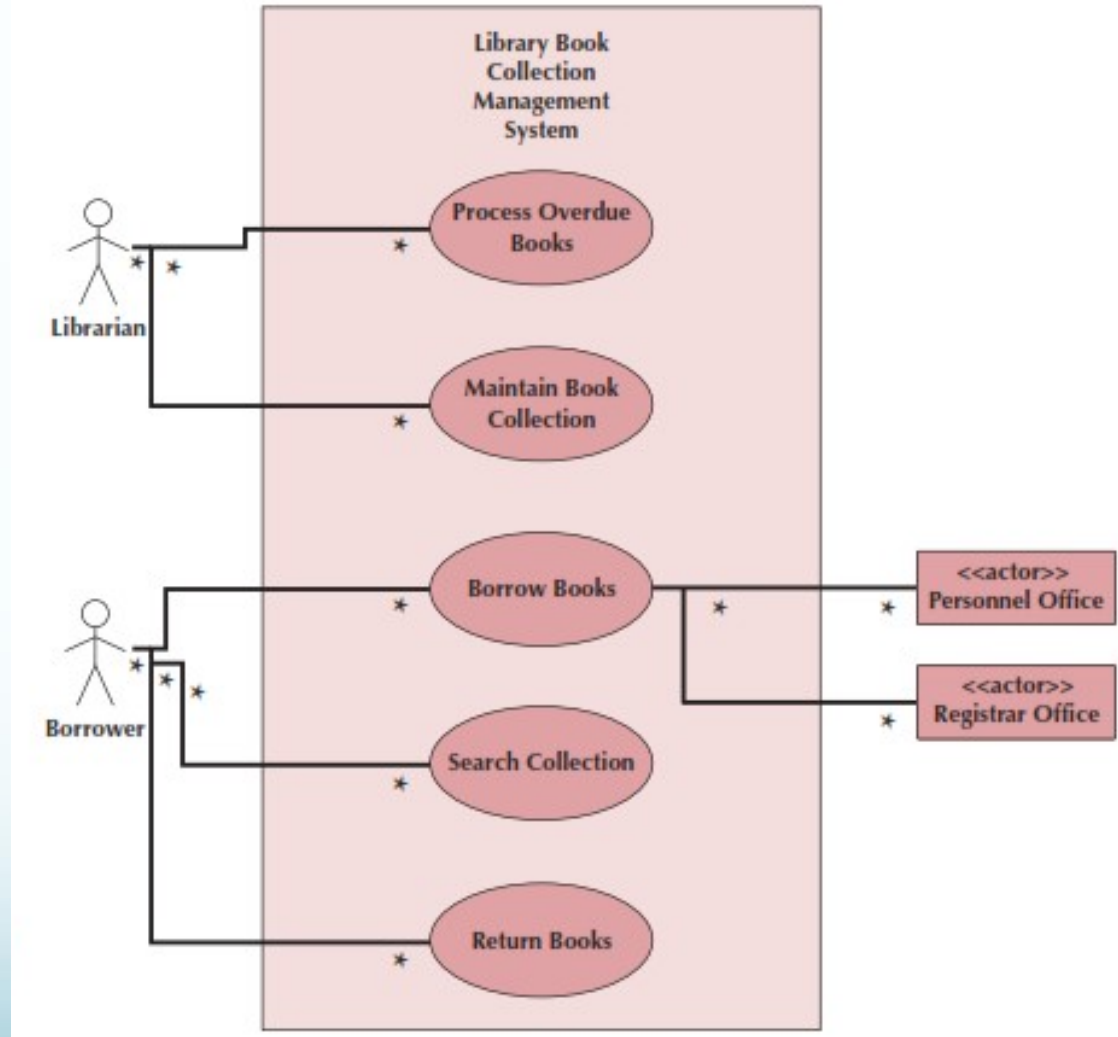 Library Book
Collection
Management
System
Process Overdue
Books
*
*
*
Librarian
Maintain Book
Collection
*
Borrow Books
*
*
*
<<actor>>
Personnel Office
*
*
*
Borrower
<<actor>>
Registrar Office
*
Search Collection
*
Return Books
*